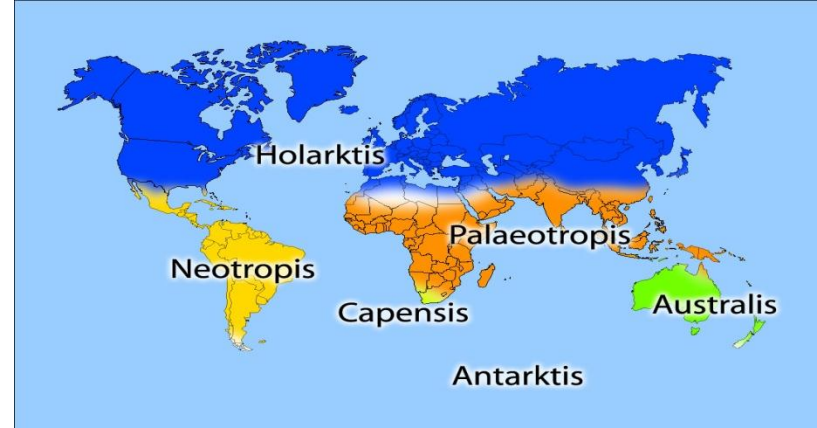 Holarktis
Palaeotropis
Neotropis
Capensis
Australis
Antarktis